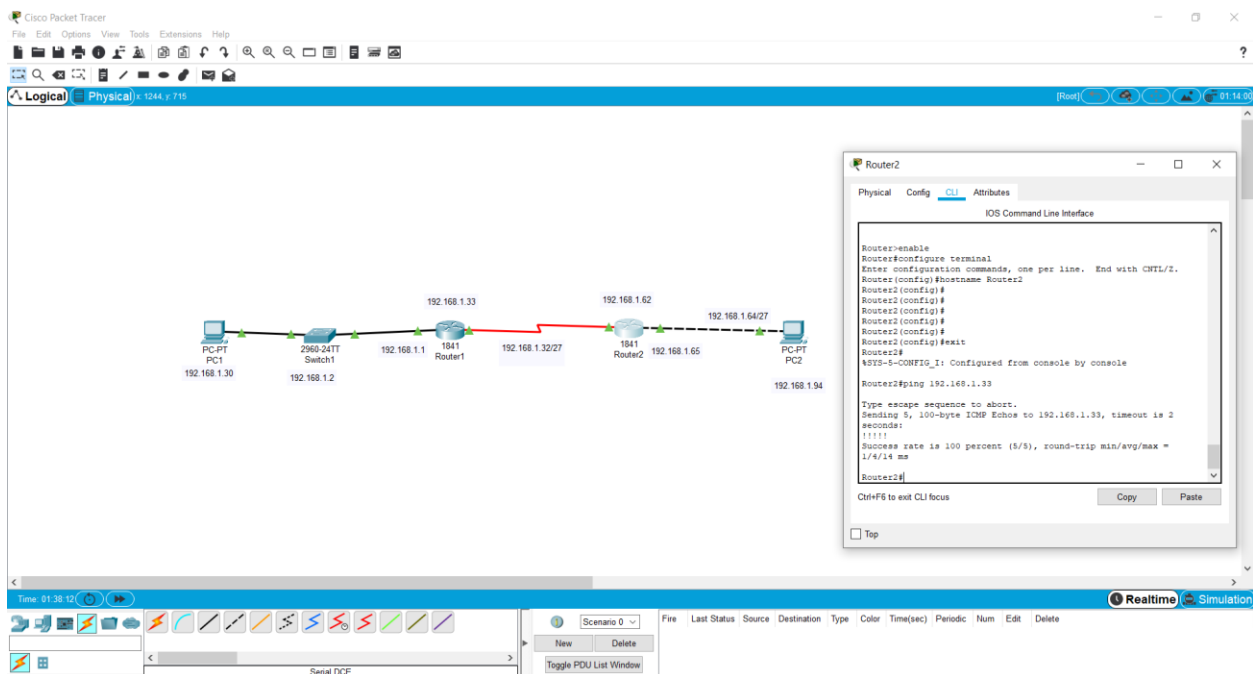 Cisco Packet Tracer
File Edit Options View Tools Extensions Help
?
Logical Physical x: 1244, y: 715 [Root] 01:14:00
Router2
Physical Config CLI Attributes
IOS Command Line Interface
Router>enable
Router#configure terminal
Enter configuration commands, one per line. End with CNTL/Z.
Router(config)#hostname Router2
Router2(config)#
Router2(config)#
Router2(config)#
Router2(config)#
Router2(config)#
Router2(config)#exit
Router2#
%SYS-5-CONFIG_I: Configured from console by console
Router2#ping 192.168.1.33
Type escape sequence to abort.
Sending 5, 100-byte ICMP Echos to 192.168.1.33, timeout is 2
seconds:
!!!!!
Success rate is 100 percent (5/5), round-trip min/avg/max =
1/4/14 ms
Router2#
Ctrl+F6 to exit CLI focus
Copy Paste
Top
192.168.1.33
192.168.1.62
192.168.1.64/27
PC-PT
PC1
192.168.1.30
2960-24TT
Switch1
192.168.1.2
192.168.1.1
1841
Router1
192.168.1.32/27
1841
Router2
192.168.1.65
PC-PT
PC2
192.168.1.94
Time: 01:38:12
Realtime Simulation
Scenario 0
New Delete
Toggle PDU List Window
Fire Last Status Source Destination Type Color Time(sec) Periodic Num Edit Delete
Serial DCE